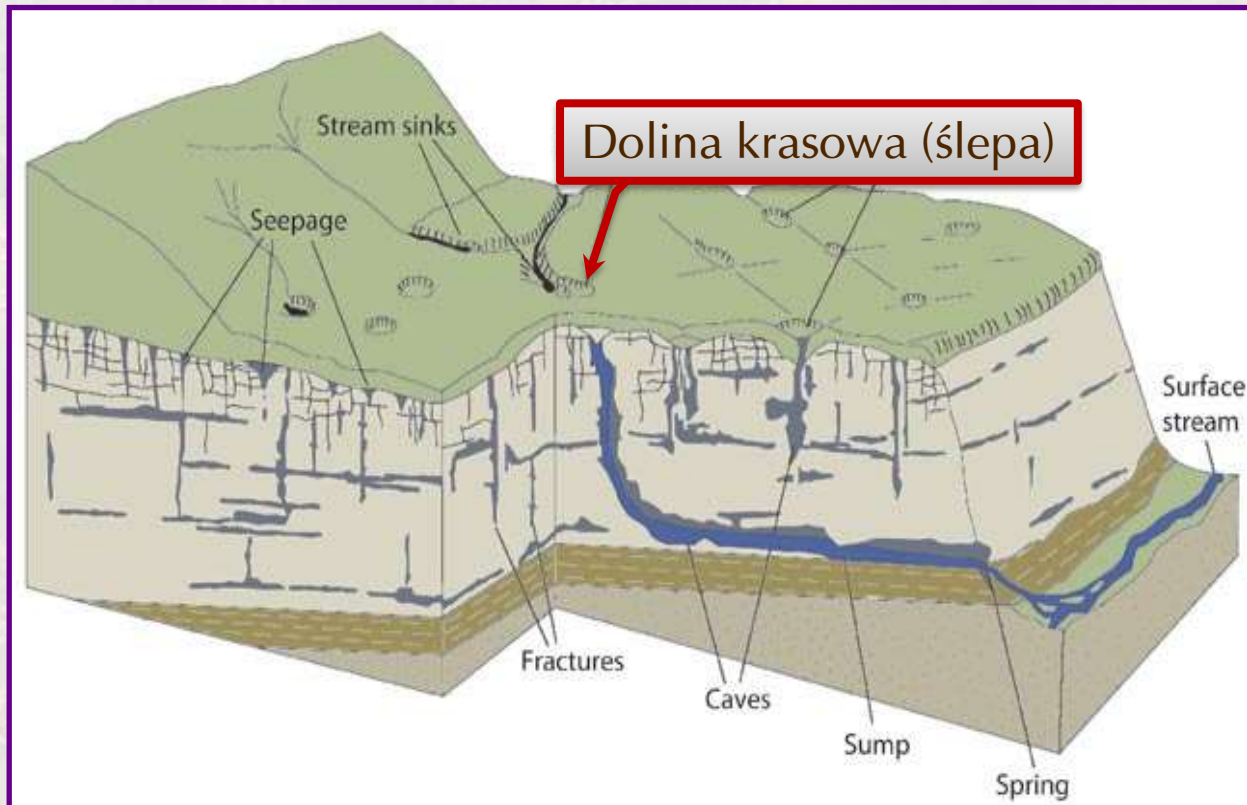 Stream sinks
Dolina krasowa (ślepa)
Seepage
Surface
stream
Fractures
Caves
Sump
Spring